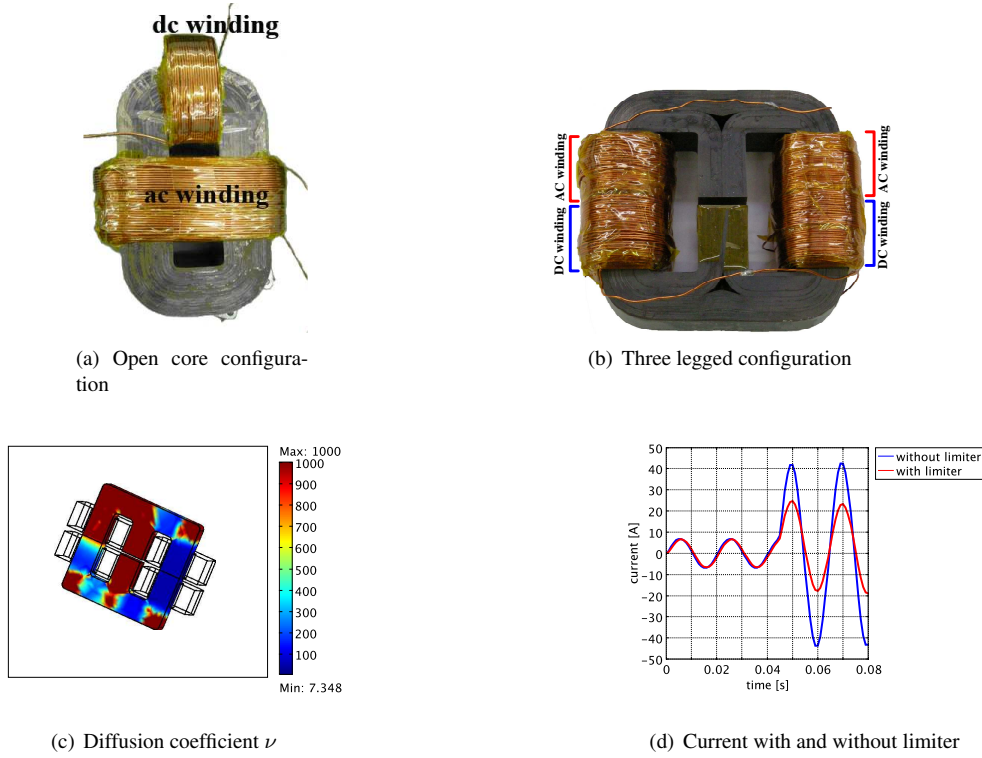 dc winding
ac winding
AC winding
DC winding
AC winding
DC winding
(a) Open core configura-
tion
(b) Three legged configuration
Max: 1000
1000
900
800
700
600
500
400
300
200
100
Min: 7.348
50
40
30
20
10
0
−10
−20
−30
−40
−50
0
0.02
0.04
0.06
0.08
current [A]
time [s]
without limiter
with limiter
(c) Diffusion coefficient ν
(d) Current with and without limiter